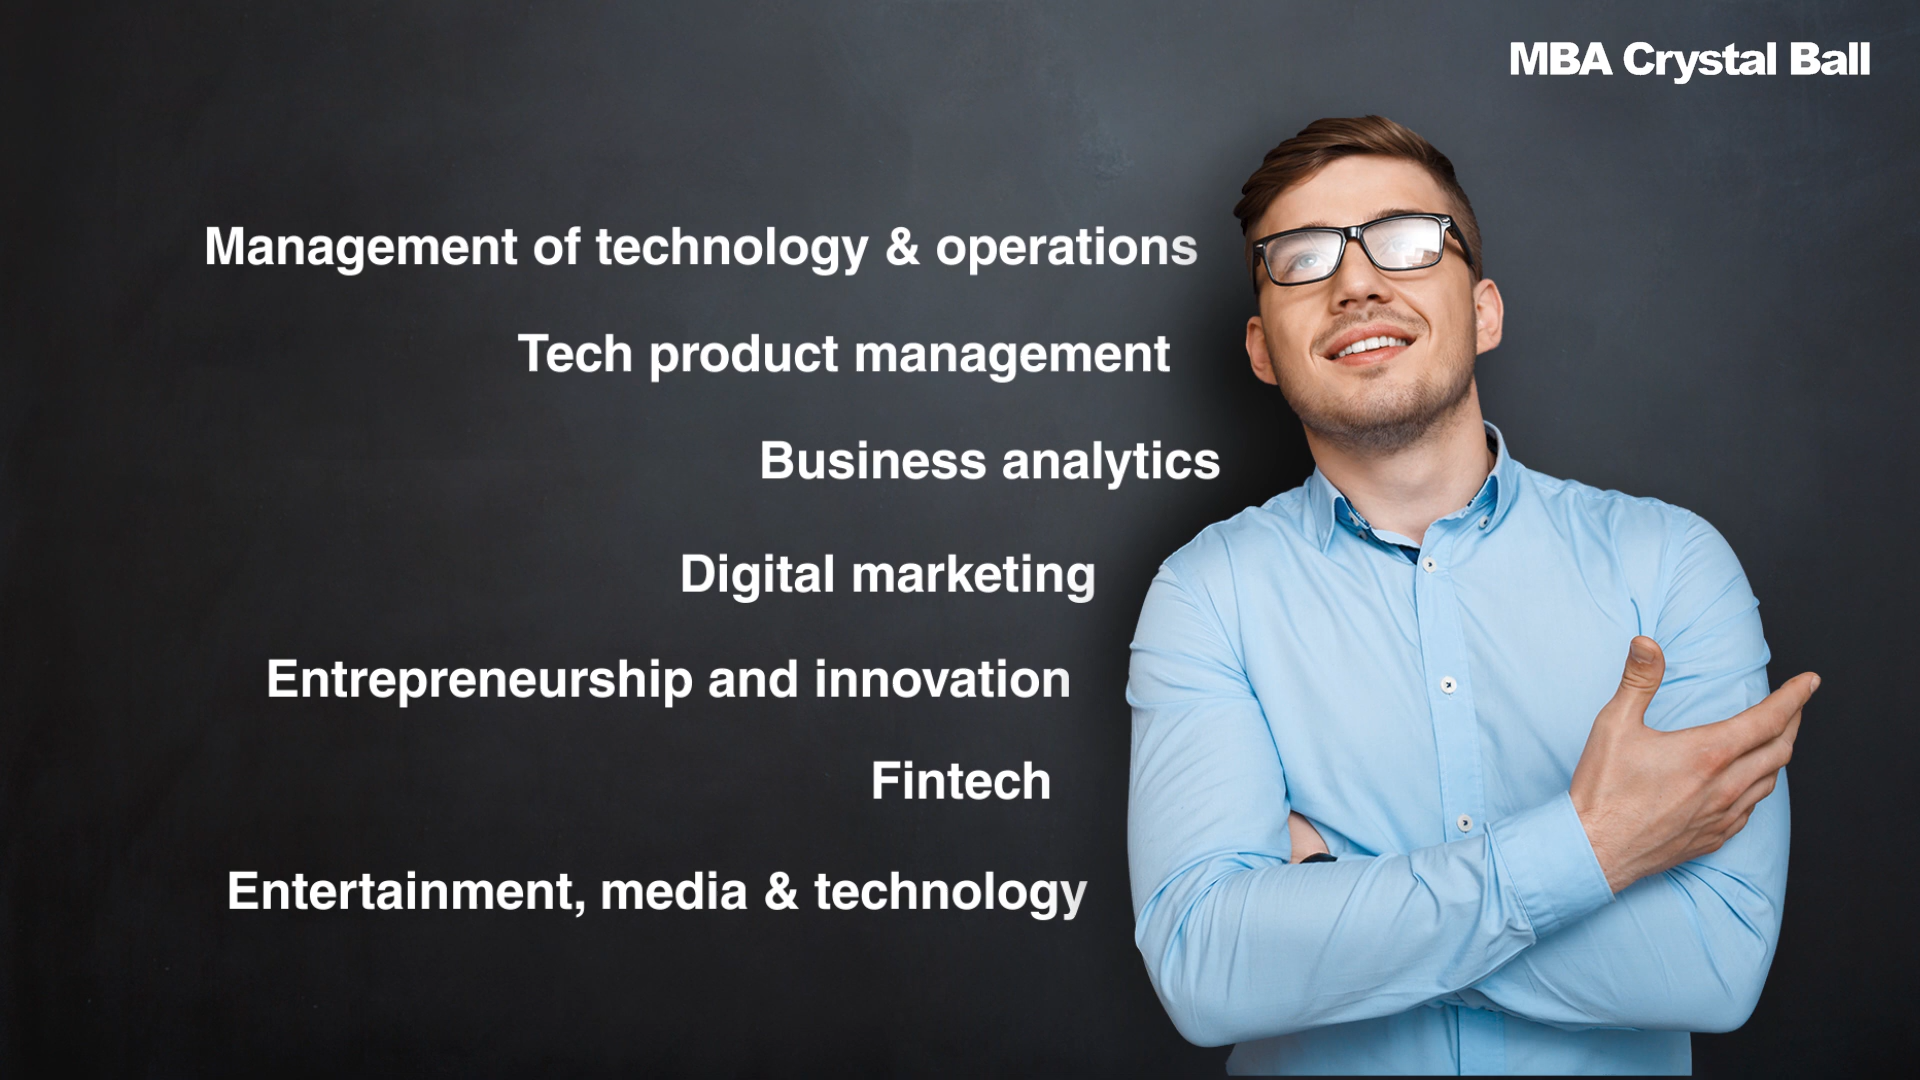 MBA Crystal Ball
Management of technology & operations
Tech product management
Business analytics
Digital marketing
Entrepreneurship and innovation
Fintech
Entertainment, media & technology